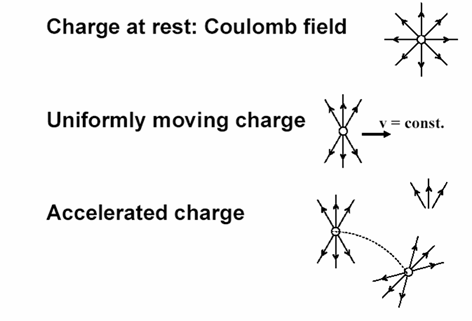 Charge at rest: Coulomb field
Uniformly moving charge
v = const.
Accelerated charge